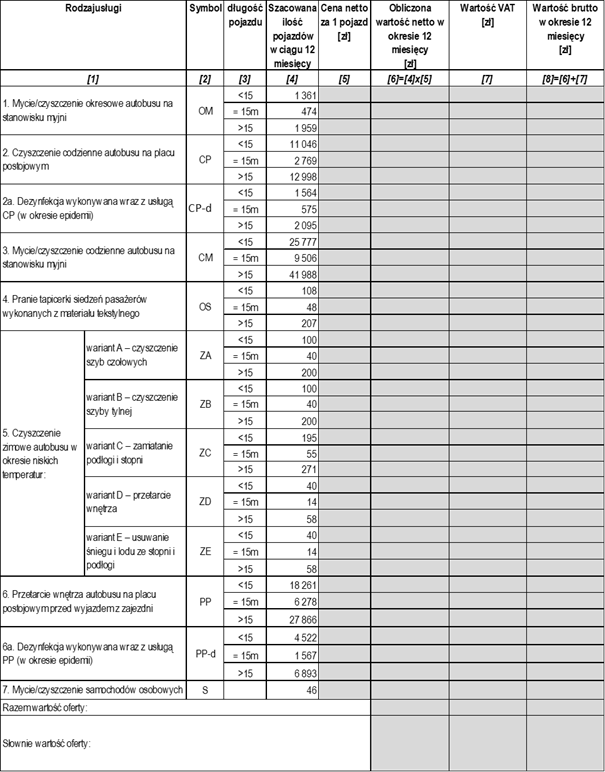 Rodzajusługi Symbol długość pojazdu Szacowana ilość pojazdów w ciągu 12 miesięcy Cena netto za 1 pojazd [zł] Obliczona wartość netto w okresie 12 miesięcy [zł] Wartość VAT [zł] Wartość brutto w okresie 12 miesięcy [zł]
[1] [2] [3] [4] [5] [6]=[4]x[5] [7] [8]=[6]+[7]
1. Mycie/czyszczenie okresowe autobusu na stanowisku myjni OM <15 1 361
= 15m 474
>15 1 959
2. Czyszczenie codzienne autobusu na placu postojowym CP <15 11 046
= 15m 2 769
>15 12 998
2a. Dezynfekcja wykonywana wraz z usługą CP (w okresie epidemii) CP-d <15 1 564
= 15m 575
>15 2 095
3. Mycie/czyszczenie codzienne autobusu na stanowisku myjni CM <15 25 777
= 15m 9 506
>15 41 988
4. Pranie tapicerki siedzeń pasażerów wykonanych z materiału tekstylnego OS <15 108
= 15m 48
>15 207
5. Czyszczenie zimowe autobusu w okresie niskich temperatur:
wariant A – czyszczenie szyb czołowych ZA <15 100
= 15m 40
>15 200
wariant B – czyszczenie szyby tylnej ZB <15 100
= 15m 40
>15 200
wariant C – zamiatanie podłogi i stopni ZC <15 195
= 15m 55
>15 271
wariant D – przetarcie wnętrza ZD <15 40
= 15m 14
>15 58
wariant E – usuwanie śniegu i lodu ze stopni i podłogi ZE <15 40
= 15m 14
>15 58
6. Przetarcie wnętrza autobusu na placu postojowym przed wyjazdem z zajezdni PP <15 18 261
= 15m 6 278
>15 27 866
6a. Dezynfekcja wykonywana wraz z usługą PP (w okresie epidemii) PP-d <15 4 522
= 15m 1 567
>15 6 893
7. Mycie/czyszczenie samochodów osobowych S 46
Razem wartość oferty:
Słownie wartość oferty: